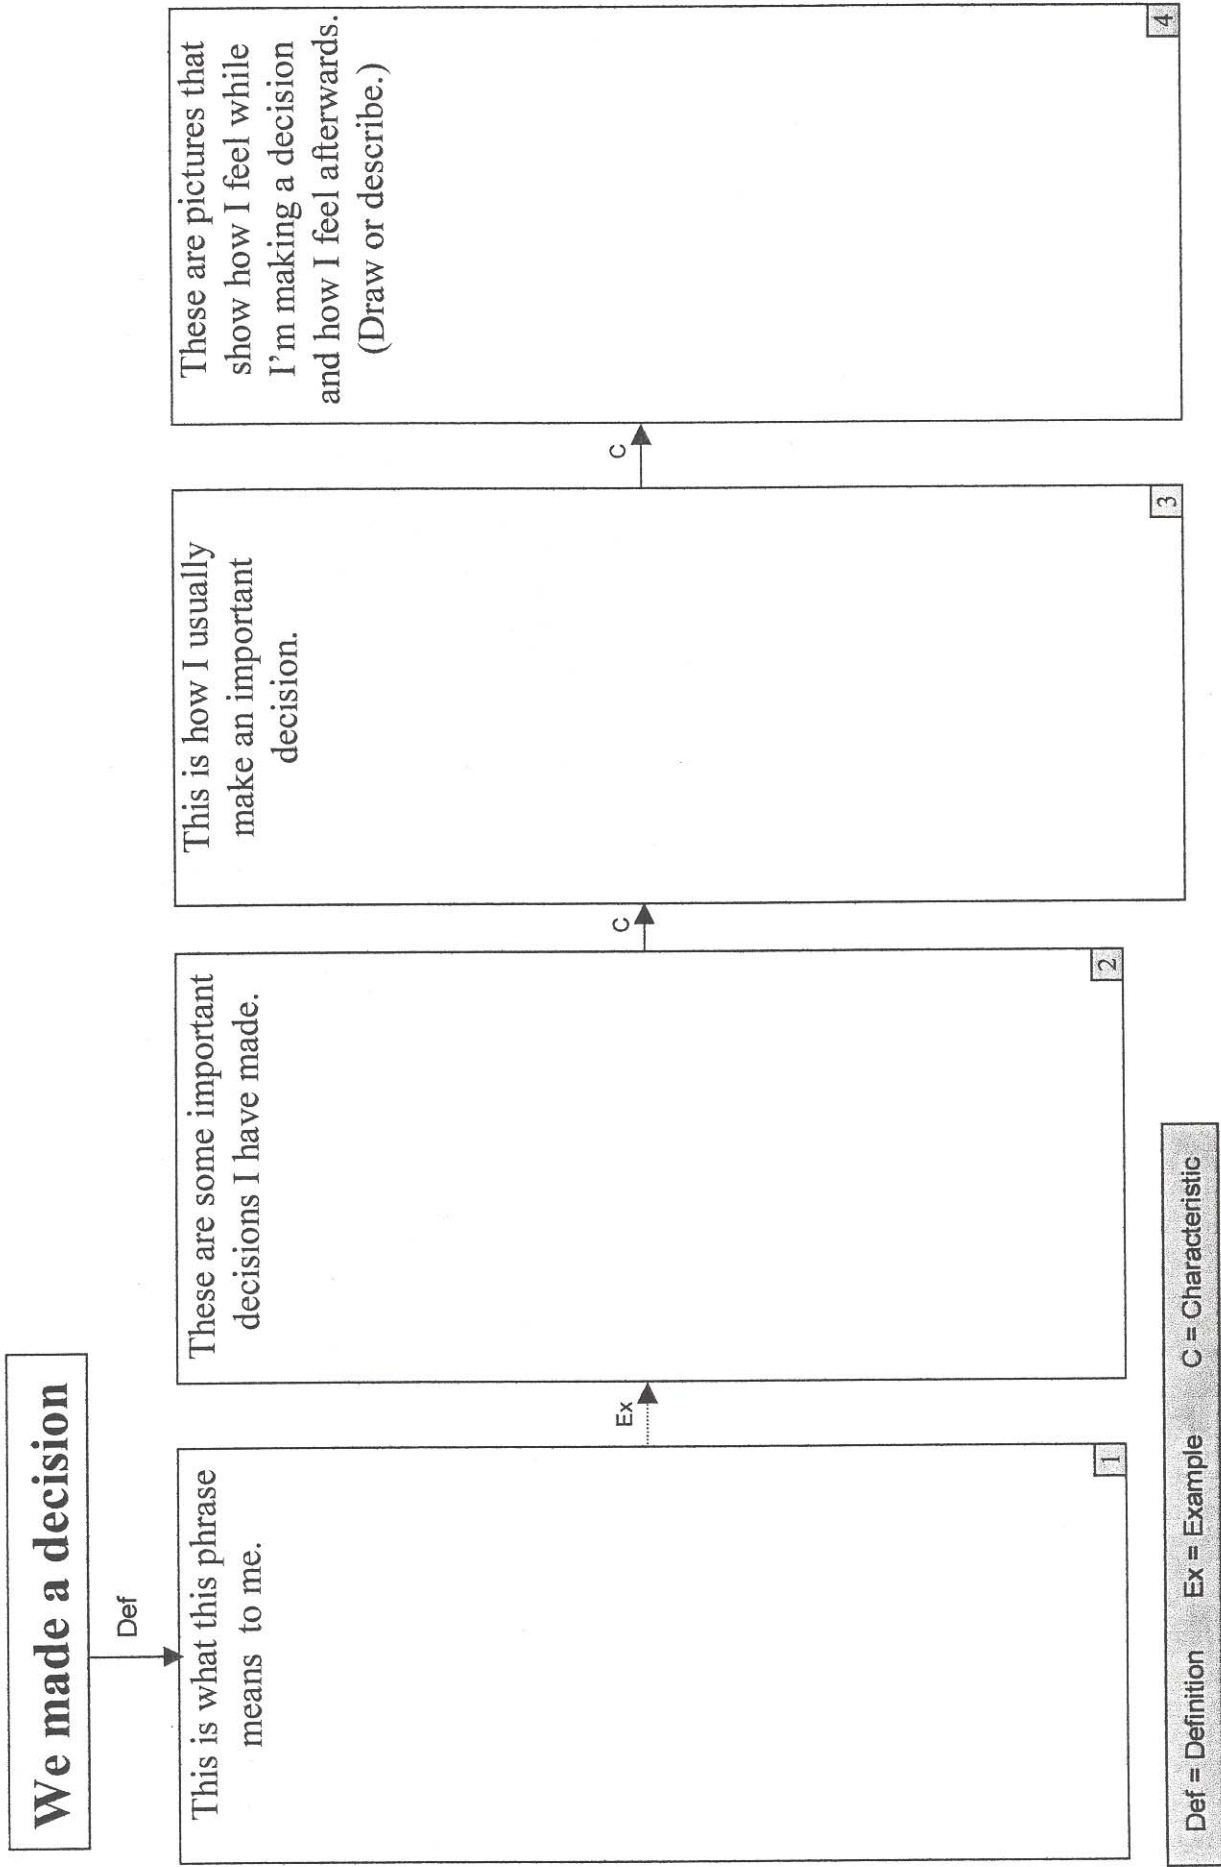 We made a decision
Def
This is what this phrase
means to me.
1
Ex
These are some important
decisions I have made.
2
C
This is how I usually
make an important
decision.
3
C
These are pictures that
show how I feel while
I'm making a decision
and how I feel afterwards.
(Draw or describe.)
4
Def = Definition Ex = Example C = Characteristic